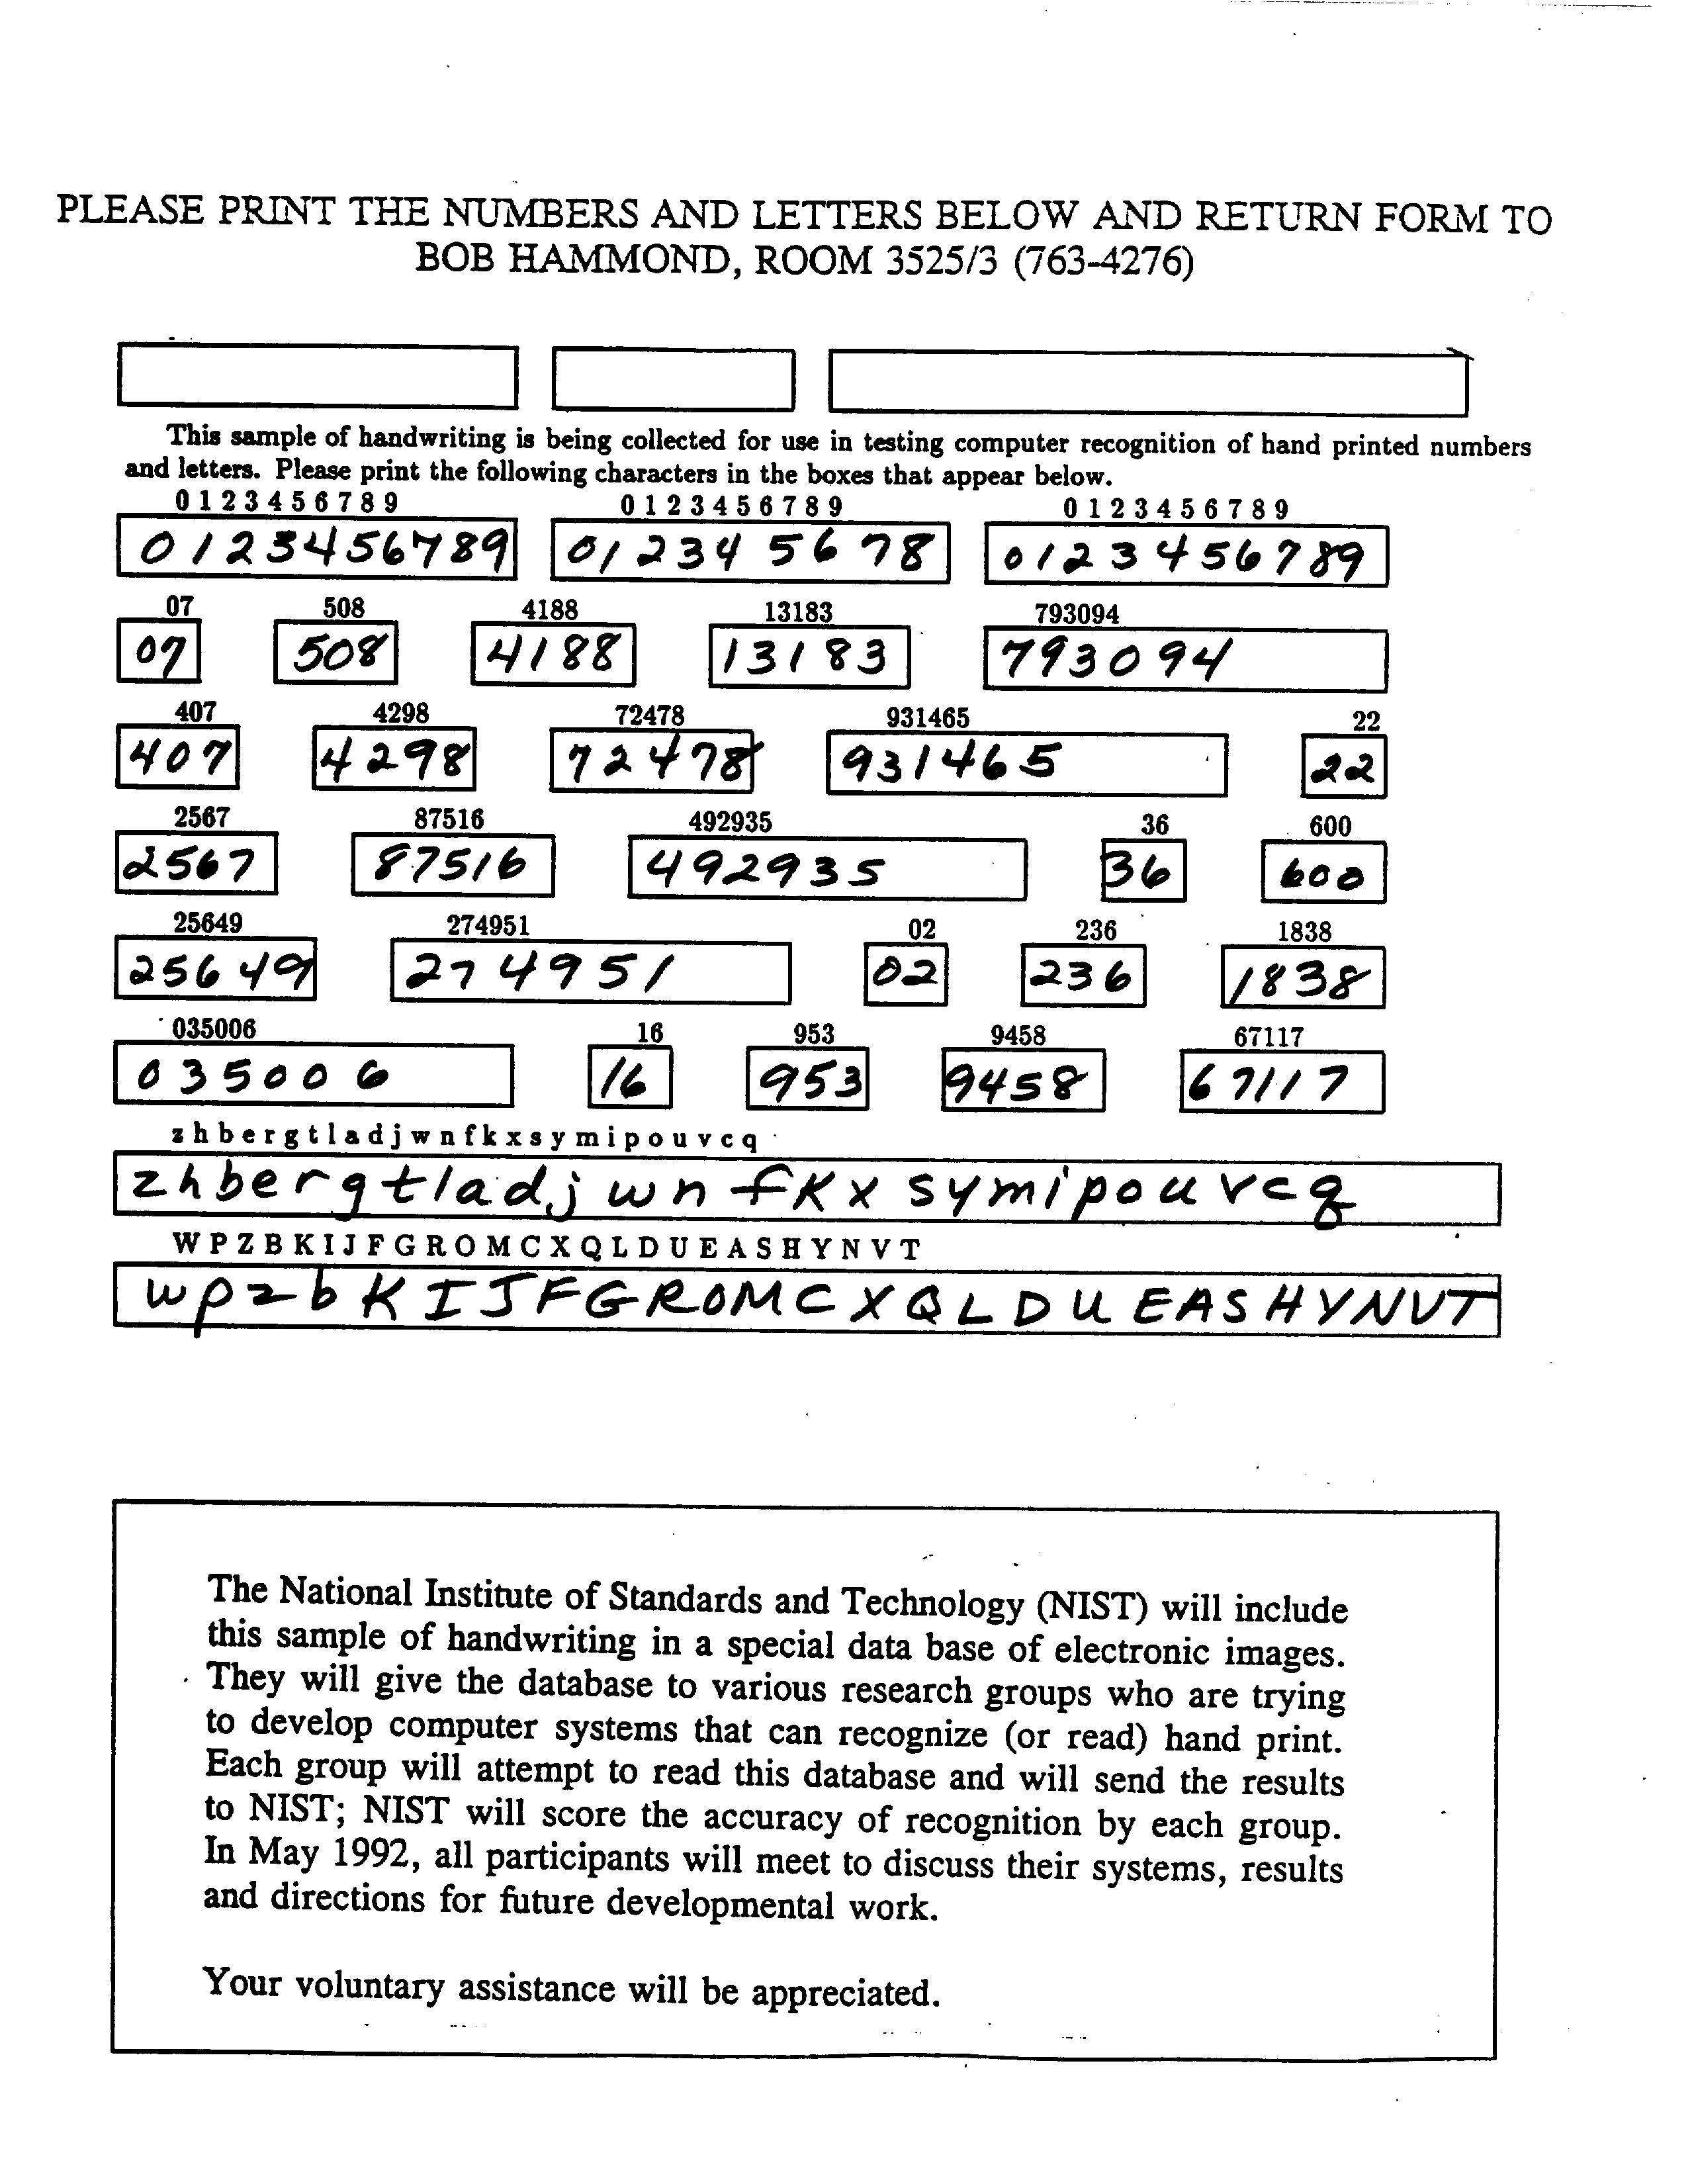 PLEASE PRINT THE NUMBERS AND LETTERS BELOW AND RETURN FORM TO
BOB HAMMOND, ROOM 3525/3 (763-4276)
This sample of handwriting is being collected for use in testing computer recognition of hand printed numbers
and letters. Please print the following characters in the boxes that appear below.
0 1 2 3 4 5 6 7 8 9 0 1 2 3 4 5 6 7 8 9 0 1 2 3 4 5 6 7 8 9
0123456789 012345678 0123456789
07 508 4188 13183 793094
07 508 4188 13183 793094
407 4298 72478 931465 22
407 4298 72478 931465 22
2567 87516 492935 36 600
2567 87516 492935 36 600
25649 274951 02 236 1838
25649 274951 02 236 1838
035006 16 953 9458 67117
035006 16 953 9458 67117
z h b e r g t l a d j w n f k x s y m i p o u v c q
zhbergtladjwnfKxsymipouvcq
W P Z B K I J F G R O M C X Q L D U E A S H Y N V T
wpzbKIJFGROMCXQLDUEASHYNVT
The National Institute of Standards and Technology (NIST) will include
this sample of handwriting in a special data base of electronic images.
They will give the database to various research groups who are trying
to develop computer systems that can recognize (or read) hand print.
Each group will attempt to read this database and will send the results
to NIST; NIST will score the accuracy of recognition by each group.
In May 1992, all participants will meet to discuss their systems, results
and directions for future developmental work.
Your voluntary assistance will be appreciated.